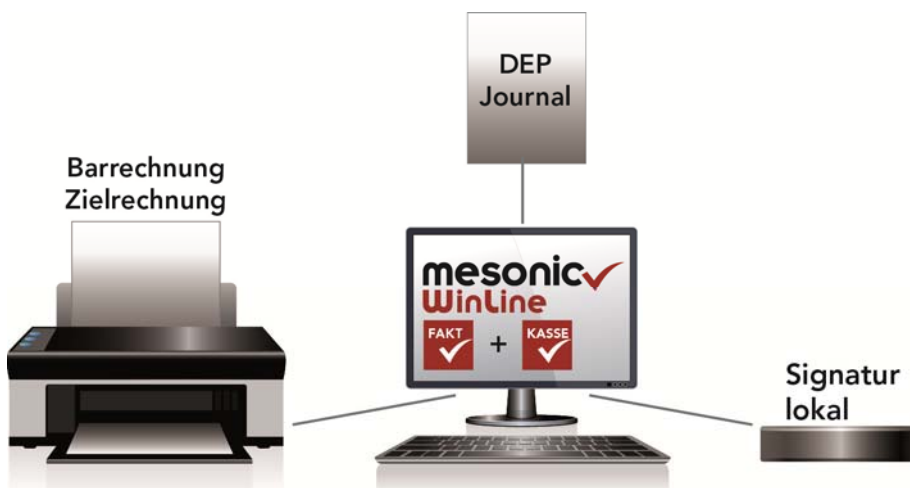 DEP
Journal
Barrechnung
Zielrechnung
mesonic
WinLine
FAKT + KASSE
Signatur
lokal